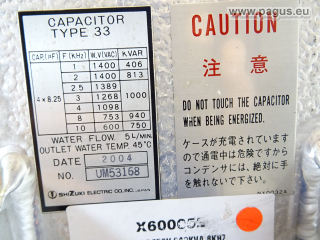 © www.pagus.eu
CAPACITOR
TYPE 33
CAP.(μF) F(KHz) W.V(VAC) KVAR
4×8.25
1 1400 406
2 1400 813
2.5 1389
3 1268 1000
4 1098
8 753 940
10 600 750
WATER FLOW 5L/MIN.
OUTLET WATER TEMP. 45°C
DATE 2004
NO. UM53168
SHIZUKI ELECTRIC CO., INC. JAPAN
CAUTION
注 意
DO NOT TOUCH THE CAPACITOR
WHEN BEING ENERGIZED.
ケースが充電されています
ので通電中は危険ですから
コンデンサには、絶対に手
を触れないで下さい。